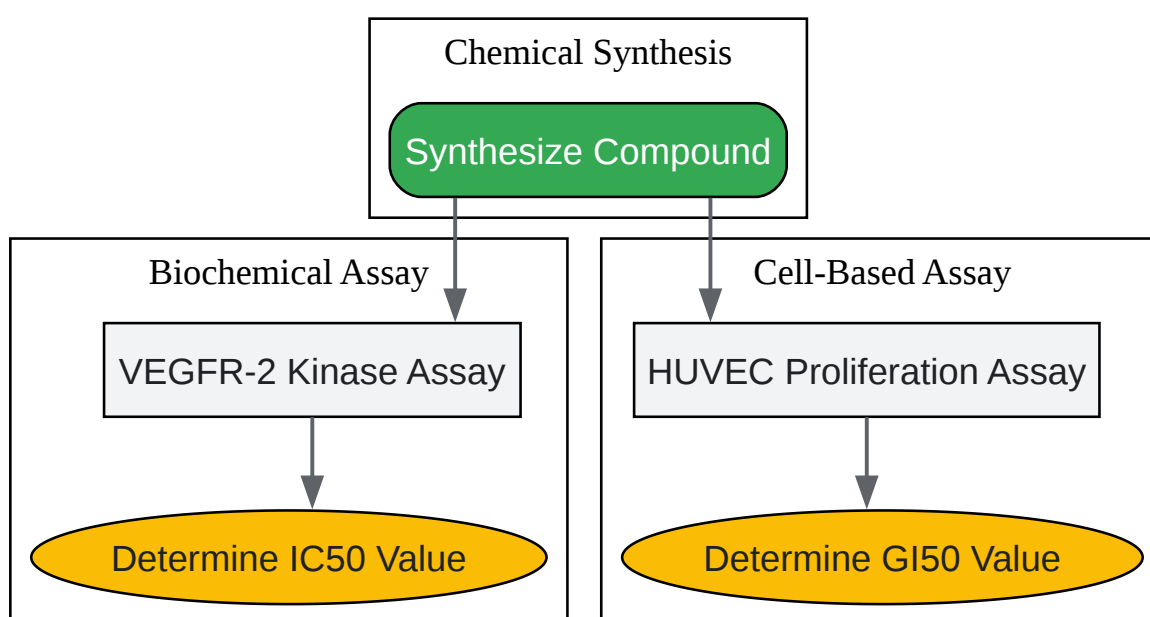 Chemical Synthesis
Synthesize Compound
Biochemical Assay
VEGFR-2 Kinase Assay
Determine IC50 Value
Cell-Based Assay
HUVEC Proliferation Assay
Determine GI50 Value